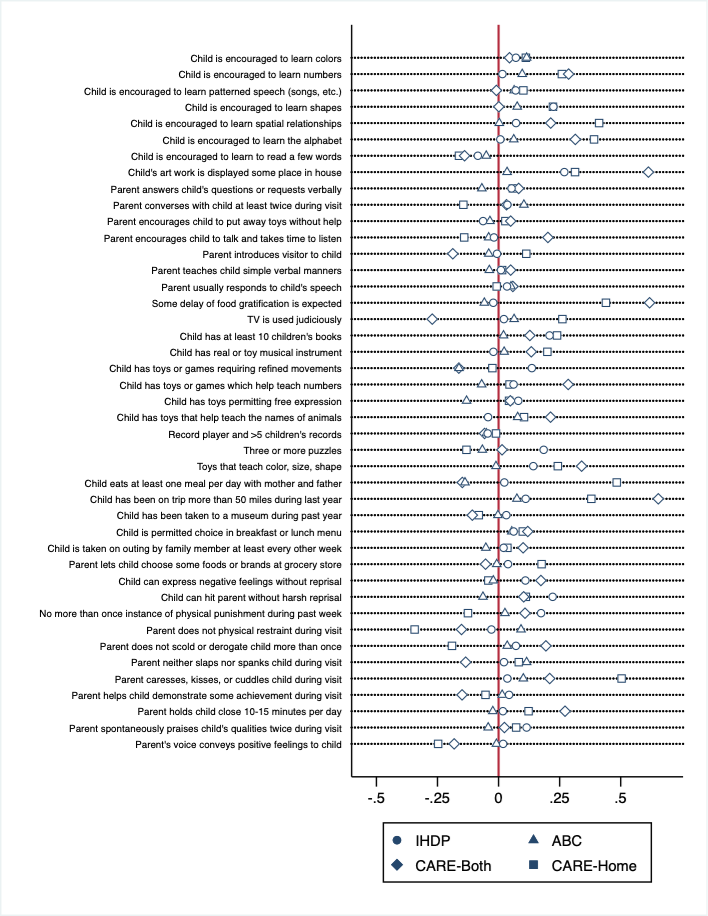 Child is encouraged to learn colors
Child is encouraged to learn numbers
Child is encouraged to learn patterned speech (songs, etc.)
Child is encouraged to learn shapes
Child is encouraged to learn spatial relationships
Child is encouraged to learn the alphabet
Child is encouraged to learn to read a few words
Child's art work is displayed some place in house
Parent answers child's questions or requests verbally
Parent converses with child at least twice during visit
Parent encourages child to put away toys without help
Parent encourages child to talk and takes time to listen
Parent introduces visitor to child
Parent teaches child simple verbal manners
Parent usually responds to child's speech
Some delay of food gratification is expected
TV is used judiciously
Child has at least 10 children's books
Child has real or toy musical instrument
Child has toys or games requiring refined movements
Child has toys or games which help teach numbers
Child has toys permitting free expression
Child has toys that help teach the names of animals
Record player and >5 children's records
Three or more puzzles
Toys that teach color, size, shape
Child eats at least one meal per day with mother and father
Child has been on trip more than 50 miles during last year
Child has been taken to a museum during past year
Child is permitted choice in breakfast or lunch menu
Child is taken on outing by family member at least every other week
Parent lets child choose some foods or brands at grocery store
Child can express negative feelings without reprisal
Child can hit parent without harsh reprisal
No more than once instance of physical punishment during past week
Parent does not physical restraint during visit
Parent does not scold or derogate child more than once
Parent neither slaps nor spanks child during visit
Parent caresses, kisses, or cuddles child during visit
Parent helps child demonstrate some achievement during visit
Parent holds child close 10-15 minutes per day
Parent spontaneously praises child's qualities twice during visit
Parent's voice conveys positive feelings to child
-.5 -.25 0 .25 .5
IHDP ABC
CARE-Both CARE-Home